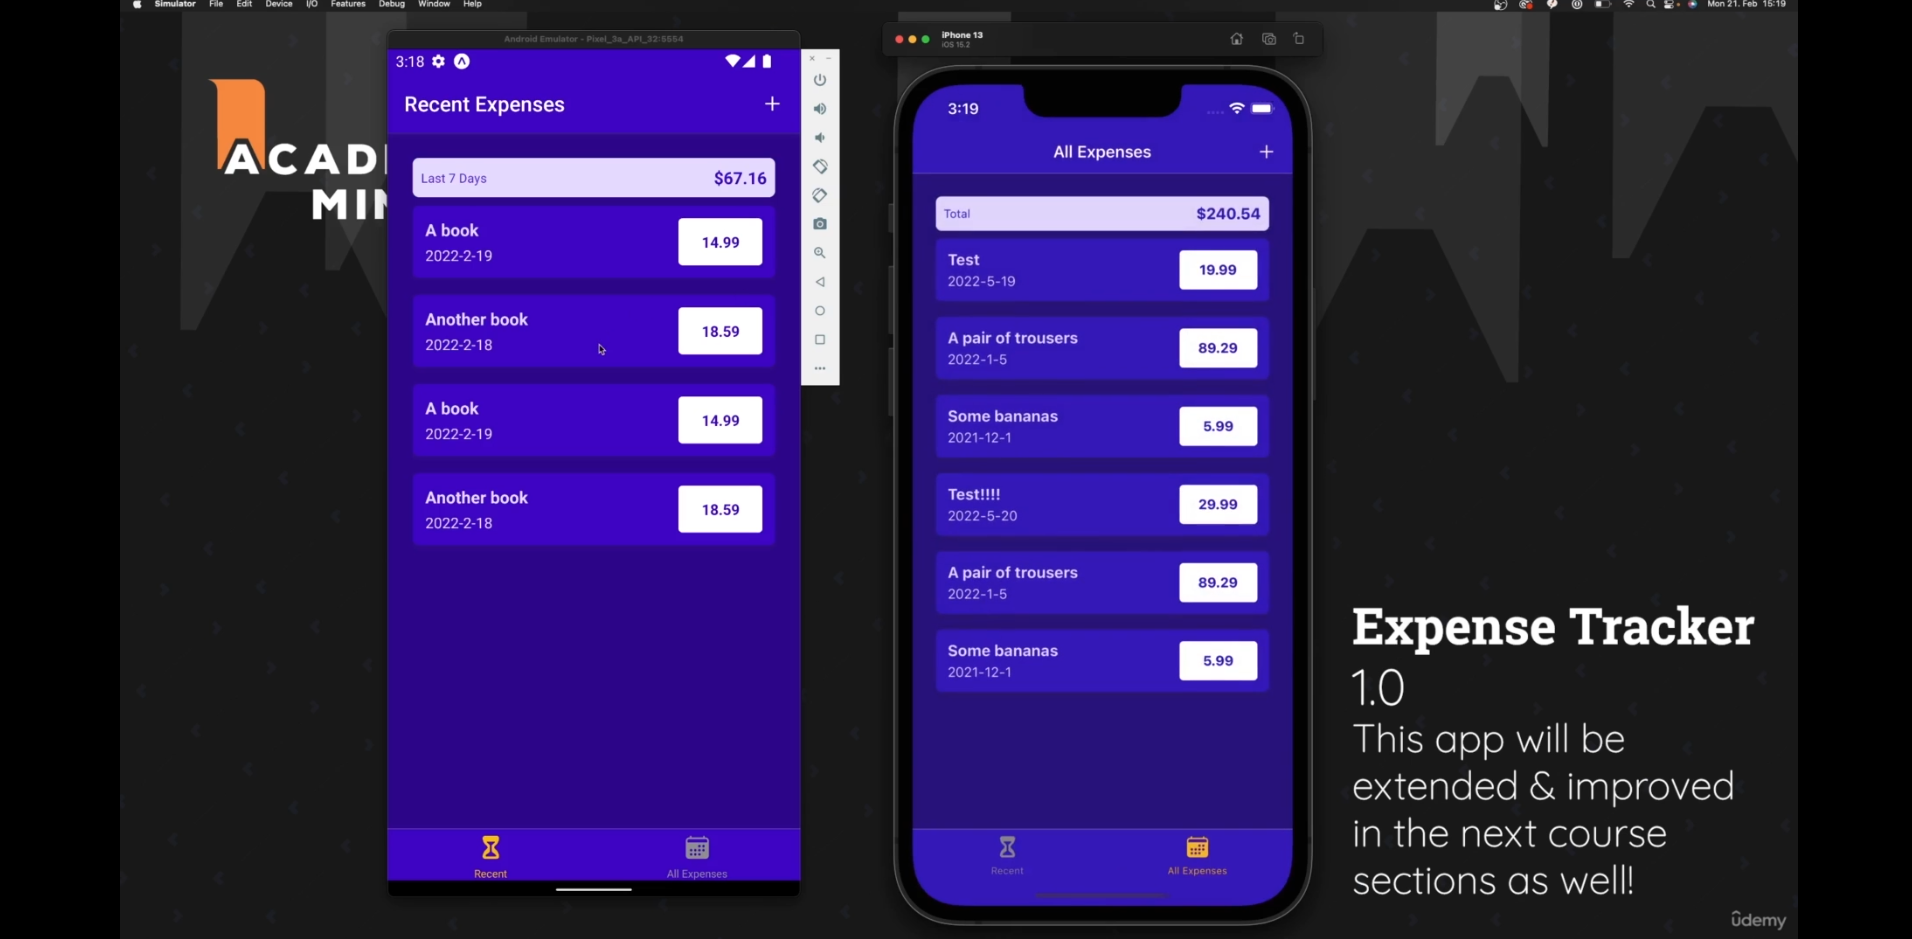 Simulator File Edit Device I/O Features Debug Window Help
Mon 21. Feb 15:19
ACAD
MIN
Android Emulator - Pixel_3a_API_32:5554
3:18
Recent Expenses
+
Last 7 Days $67.16
A book
2022-2-19
14.99
Another book
2022-2-18
18.59
A book
2022-2-19
14.99
Another book
2022-2-18
18.59
Recent All Expenses
iPhone 13
iOS 15.2
3:19
All Expenses
+
Total $240.54
Test
2022-5-19
19.99
A pair of trousers
2022-1-5
89.29
Some bananas
2021-12-1
5.99
Test!!!!
2022-5-20
29.99
A pair of trousers
2022-1-5
89.29
Some bananas
2021-12-1
5.99
Recent All Expenses
Expense Tracker
1.0
This app will be
extended & improved
in the next course
sections as well!
ûdemy